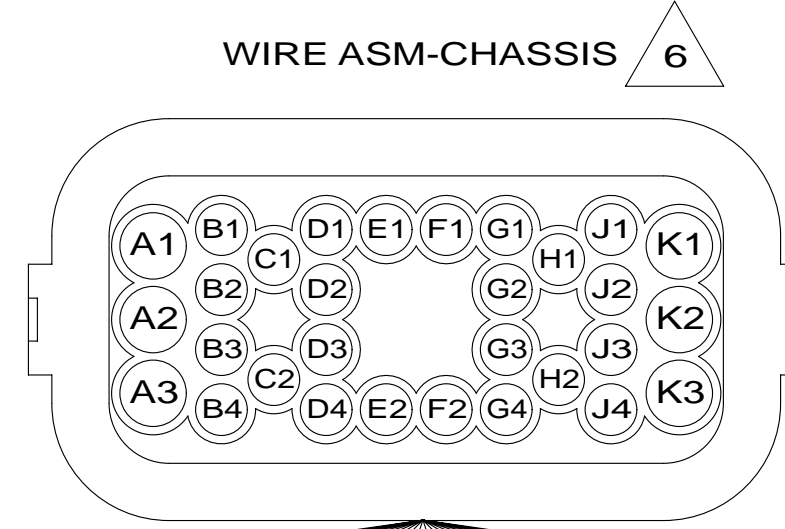 WIRE ASM-CHASSIS 6
B1 D1 E1 F1 G1 J1
A1 C1 H1 K1
B2 D2 G2 J2
A2 K2
B3 D3 G3 J3
A3 C2 H2 K3
B4 D4 E2 F2 G4 J4